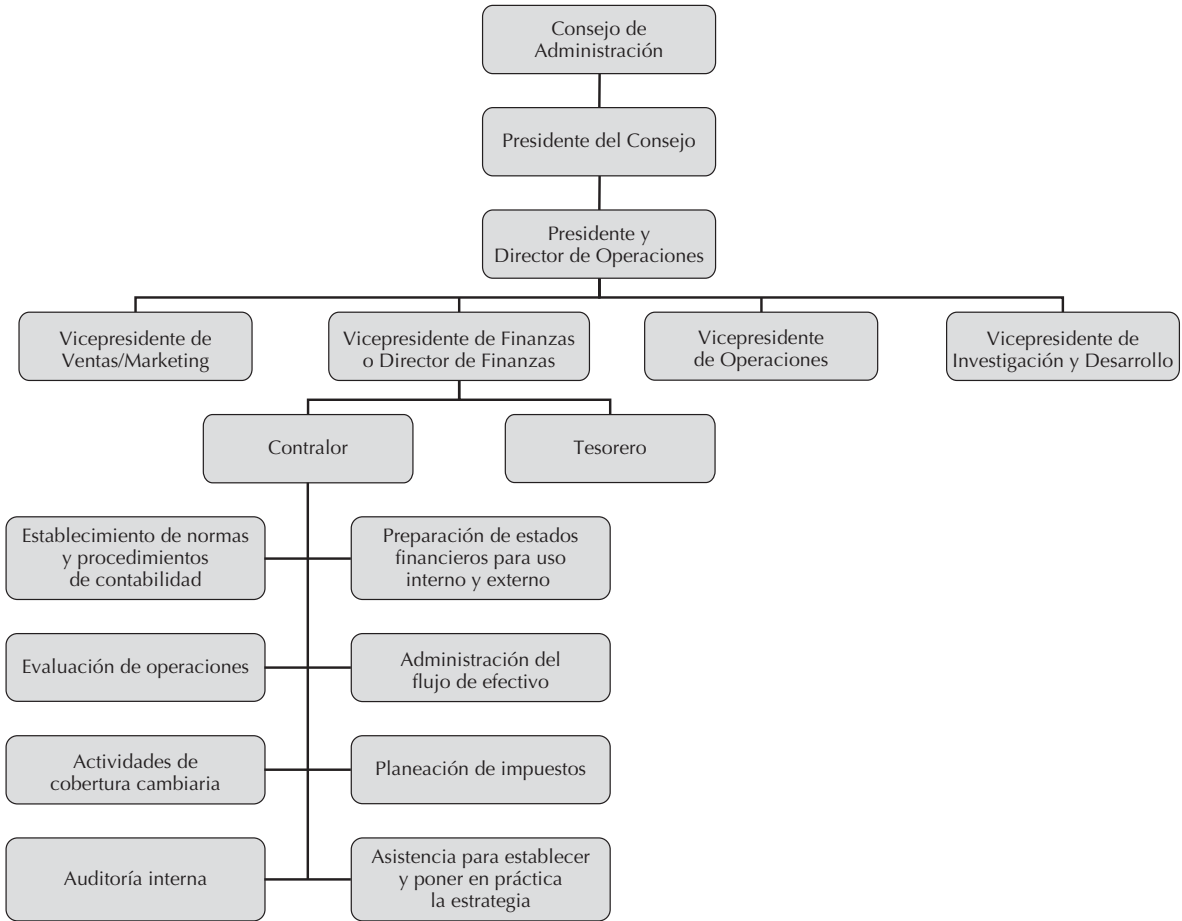 Consejo de
Administración
Presidente del Consejo
Presidente y
Director de Operaciones
Vicepresidente de
Ventas/Marketing
Vicepresidente de Finanzas
o Director de Finanzas
Vicepresidente
de Operaciones
Vicepresidente de
Investigación y Desarrollo
Contralor
Tesorero
Establecimiento de normas
y procedimientos
de contabilidad
Preparación de estados
financieros para uso
interno y externo
Evaluación de operaciones
Administración del
flujo de efectivo
Actividades de
cobertura cambiaria
Planeación de impuestos
Auditoría interna
Asistencia para establecer
y poner en práctica
la estrategia